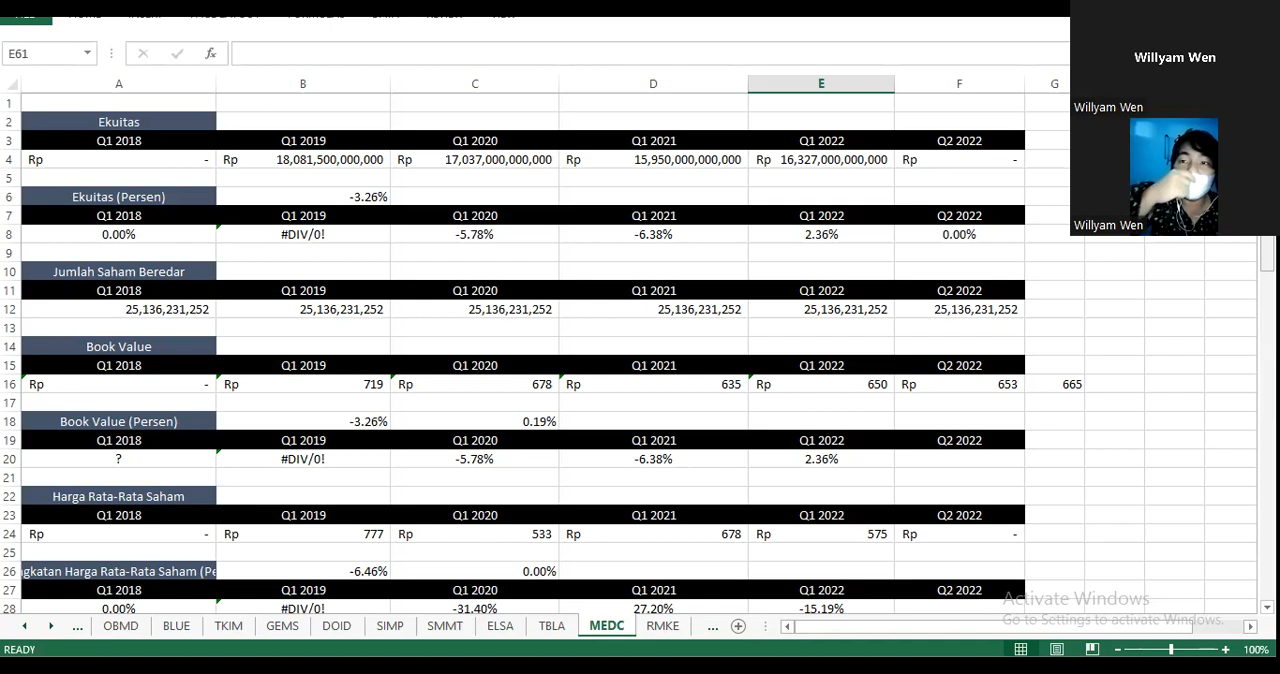 Willyam Wen
Willyam Wen
Willyam Wen
E61
A B C D E F G
1
2 Ekuitas
3 Q1 2018 Q1 2019 Q1 2020 Q1 2021 Q1 2022 Q2 2022
4 Rp - Rp 18,081,500,000,000 Rp 17,037,000,000,000 Rp 15,950,000,000,000 Rp 16,327,000,000,000 Rp -
5
6 Ekuitas (Persen) -3.26%
7 Q1 2018 Q1 2019 Q1 2020 Q1 2021 Q1 2022 Q2 2022
8 0.00% #DIV/0! -5.78% -6.38% 2.36% 0.00%
9
10 Jumlah Saham Beredar
11 Q1 2018 Q1 2019 Q1 2020 Q1 2021 Q1 2022 Q2 2022
12 25,136,231,252 25,136,231,252 25,136,231,252 25,136,231,252 25,136,231,252 25,136,231,252
13
14 Book Value
15 Q1 2018 Q1 2019 Q1 2020 Q1 2021 Q1 2022 Q2 2022
16 Rp - Rp 719 Rp 678 Rp 635 Rp 650 Rp 653 665
17
18 Book Value (Persen) -3.26% 0.19%
19 Q1 2018 Q1 2019 Q1 2020 Q1 2021 Q1 2022 Q2 2022
20 ? #DIV/0! -5.78% -6.38% 2.36%
21
22 Harga Rata-Rata Saham
23 Q1 2018 Q1 2019 Q1 2020 Q1 2021 Q1 2022 Q2 2022
24 Rp - Rp 777 Rp 533 Rp 678 Rp 575 Rp -
25
26 gkatan Harga Rata-Rata Saham (Pe -6.46% 0.00%
27 Q1 2018 Q1 2019 Q1 2020 Q1 2021 Q1 2022 Q2 2022
28 0.00% #DIV/0! -31.40% 27.20% -15.19%
Activate Windows
Go to Settings to activate Windows.
... OBMD BLUE TKIM GEMS DOID SIMP SMMT ELSA TBLA MEDC RMKE ...
READY 100%